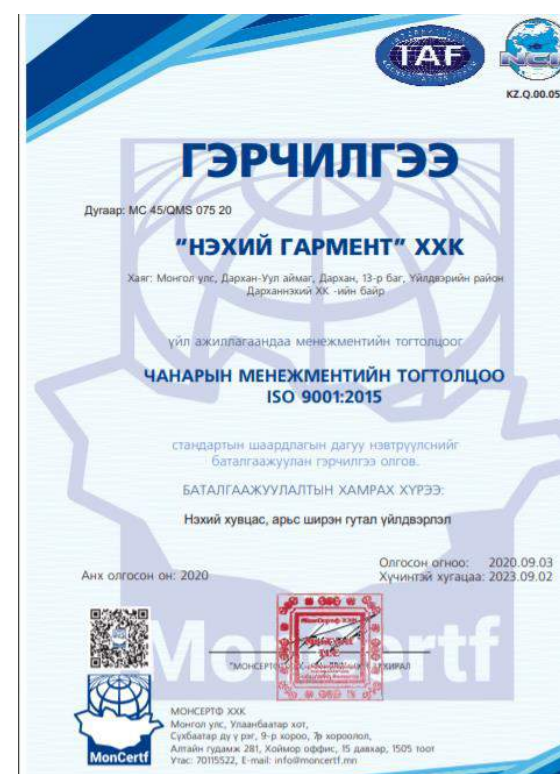 IAF
NCA
KZ.Q.00.05
ГЭРЧИЛГЭЭ
Дугаар: MC 45/QMS 075 20
“НЭХИЙ ГАРМЕНТ” ХХК
Хаяг: Монгол улс, Дархан-Уул аймаг, Дархан, 13-р баг, Үйлдвэрийн район
Дарханнэхий ХК -ийн байр
үйл ажиллагаандаа менежментийн тогтолцоог
ЧАНАРЫН МЕНЕЖМЕНТИЙН ТОГТОЛЦОО
ISO 9001:2015
стандартын шаардлагын дагуу нэвтрүүлснийг
баталгаажуулан гэрчилгээ олгов.
БАТАЛГААЖУУЛАЛТЫН ХАМРАХ ХҮРЭЭ:
Нэхий хувцас, арьс ширэн гутал үйлдвэрлэл
Олгосон огноо: 2020.09.03
Анх олгосон он: 2020
Хүчинтэй хугацаа: 2023.09.02
MonCertf
МОНСЕРТФ ХХК
Монгол улс, Улаанбаатар хот,
Сүхбаатар дү ү рэг, 9-р хороо, 7р хороолол,
Алтайн гудамж 281, Хоймор оффис, 15 давхар, 1505 тоот
Утас: 70115522, E-mail: info@moncertf.mn
MonCertf